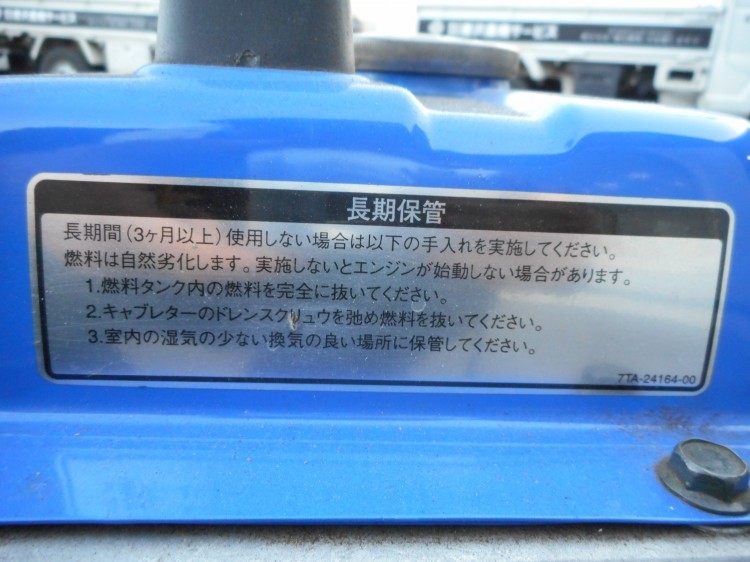 長期保管
長期間(3ヶ月以上)使用しない場合は以下の手入れを実施してください。
燃料は自然劣化します。実施しないとエンジンが始動しない場合があります。
1.燃料タンク内の燃料を完全に抜いてください。
2.キャブレターのドレンスクリュウを弛め燃料を抜いてください。
3.室内の湿気の少ない換気の良い場所に保管してください。
7TA-24164-00